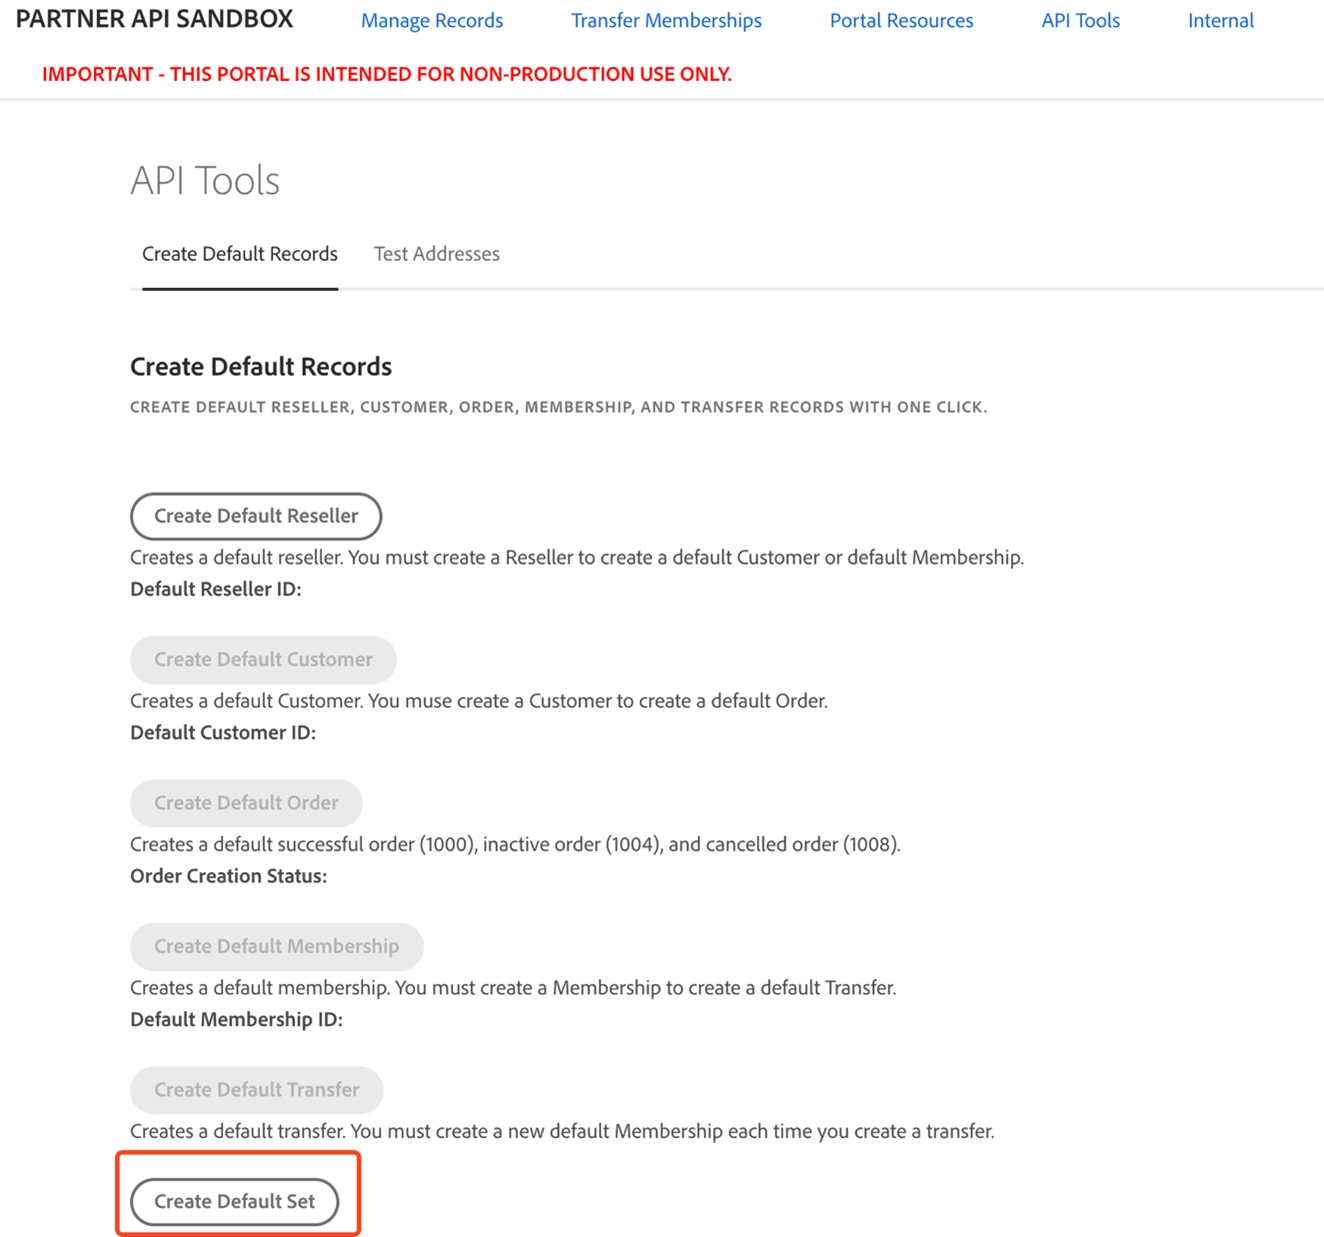 PARTNER API SANDBOX Manage Records Transfer Memberships Portal Resources API Tools Internal
IMPORTANT - THIS PORTAL IS INTENDED FOR NON-PRODUCTION USE ONLY.
API Tools
Create Default Records Test Addresses
Create Default Records
CREATE DEFAULT RESELLER, CUSTOMER, ORDER, MEMBERSHIP, AND TRANSFER RECORDS WITH ONE CLICK.
Create Default Reseller
Creates a default reseller. You must create a Reseller to create a default Customer or default Membership.
Default Reseller ID:
Create Default Customer
Creates a default Customer. You muse create a Customer to create a default Order.
Default Customer ID:
Create Default Order
Creates a default successful order (1000), inactive order (1004), and cancelled order (1008).
Order Creation Status:
Create Default Membership
Creates a default membership. You must create a Membership to create a default Transfer.
Default Membership ID:
Create Default Transfer
Creates a default transfer. You must create a new default Membership each time you create a transfer.
Create Default Set